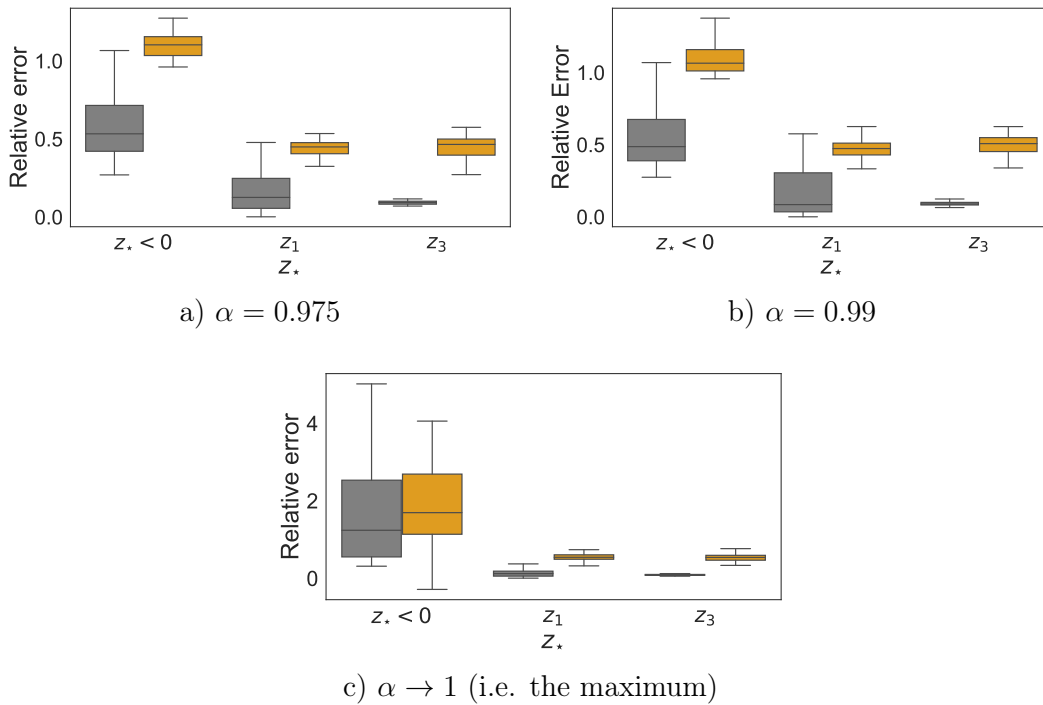 Relative error
1.0
0.5
0.0
z⋆ < 0
z₁
z₃
z⋆
a) α = 0.975
Relative Error
1.0
0.5
0.0
z⋆ < 0
z₁
z₃
z⋆
b) α = 0.99
Relative error
4
2
0
z⋆ < 0
z₁
z₃
z⋆
c) α → 1 (i.e. the maximum)